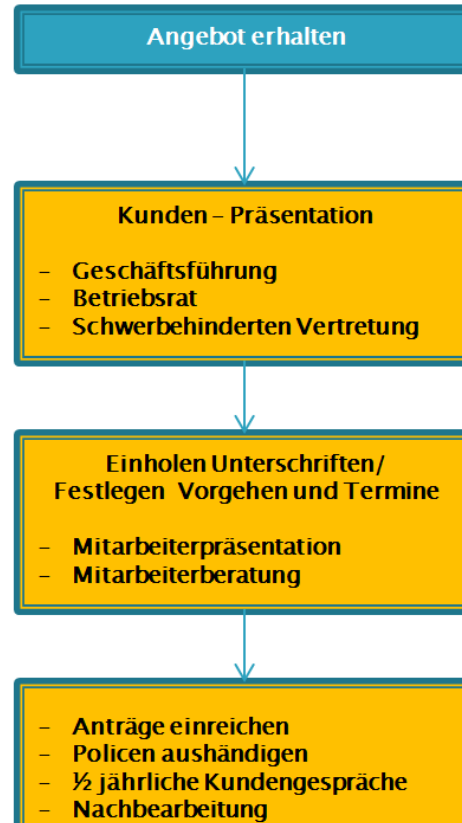 Angebot erhalten
Kunden – Präsentation
– Geschäftsführung
– Betriebsrat
– Schwerbehinderten Vertretung
Einholen Unterschriften/
Festlegen Vorgehen und Termine
– Mitarbeiterpräsentation
– Mitarbeiterberatung
– Anträge einreichen
– Policen aushändigen
– ½ jährliche Kundengespräche
– Nachbearbeitung